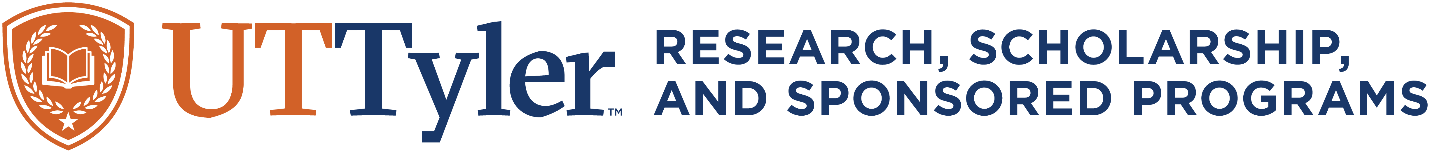 UTTyler™
RESEARCH, SCHOLARSHIP,
AND SPONSORED PROGRAMS